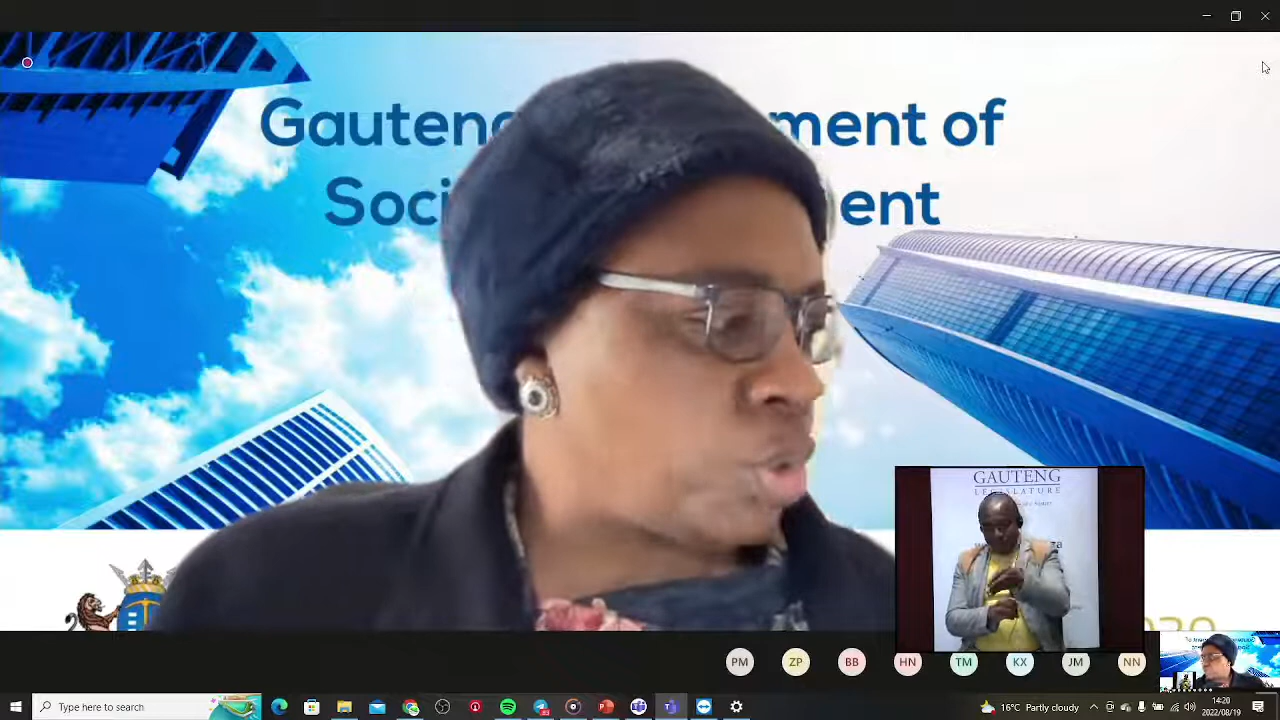 Gauteng ment of
Soci ent
GAUTENG
LEGISLATURE
PM
ZP
BB
HN
TM
KX
JM
NN
Type here to search
16°C Partly cloudy
14:20
2022/08/19